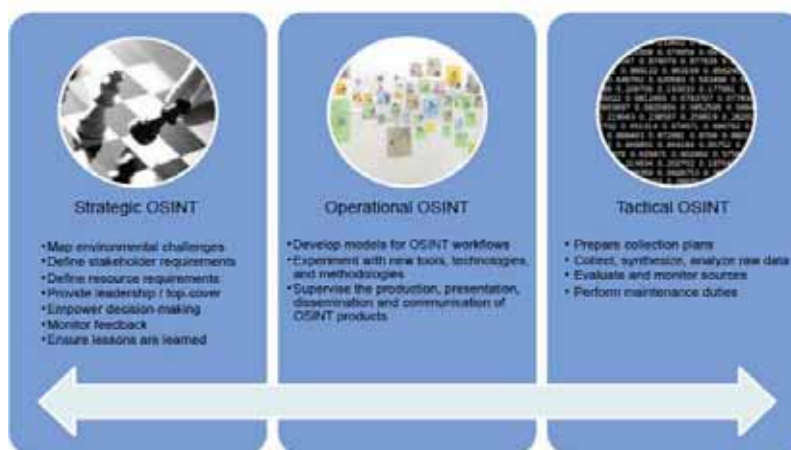 Strategic OSINT
•Map environmental challenges
•Define stakeholder requirements
•Define resource requirements
•Provide leadership / top-cover
•Empower decision-making
•Monitor feedback
•Ensure lessons are learned
Operational OSINT
•Develop models for OSINT workflows
•Experiment with new tools, technologies,
and methodologies
•Supervise the production, presentation,
dissemination and communication of
OSINT products
Tactical OSINT
• Prepare collection plans
• Collect, synthesize, analyze raw data
• Evaluate and monitor sources
• Perform maintenance duties